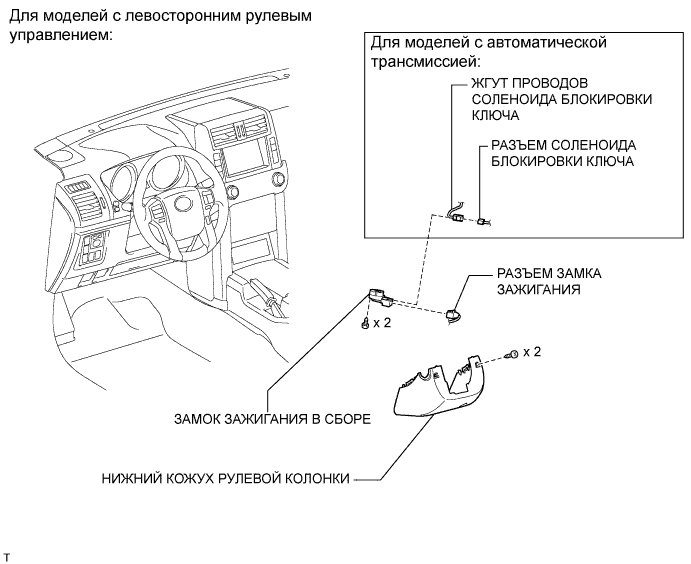 Для моделей с левосторонним рулевым
управлением:
Для моделей с автоматической
трансмиссией:
ЖГУТ ПРОВОДОВ
СОЛЕНОИДА БЛОКИРОВКИ
КЛЮЧА
РАЗЪЕМ СОЛЕНОИДА
БЛОКИРОВКИ КЛЮЧА
РАЗЪЕМ ЗАМКА
ЗАЖИГАНИЯ
x 2
x 2
ЗАМОК ЗАЖИГАНИЯ В СБОРЕ
НИЖНИЙ КОЖУХ РУЛЕВОЙ КОЛОНКИ
T